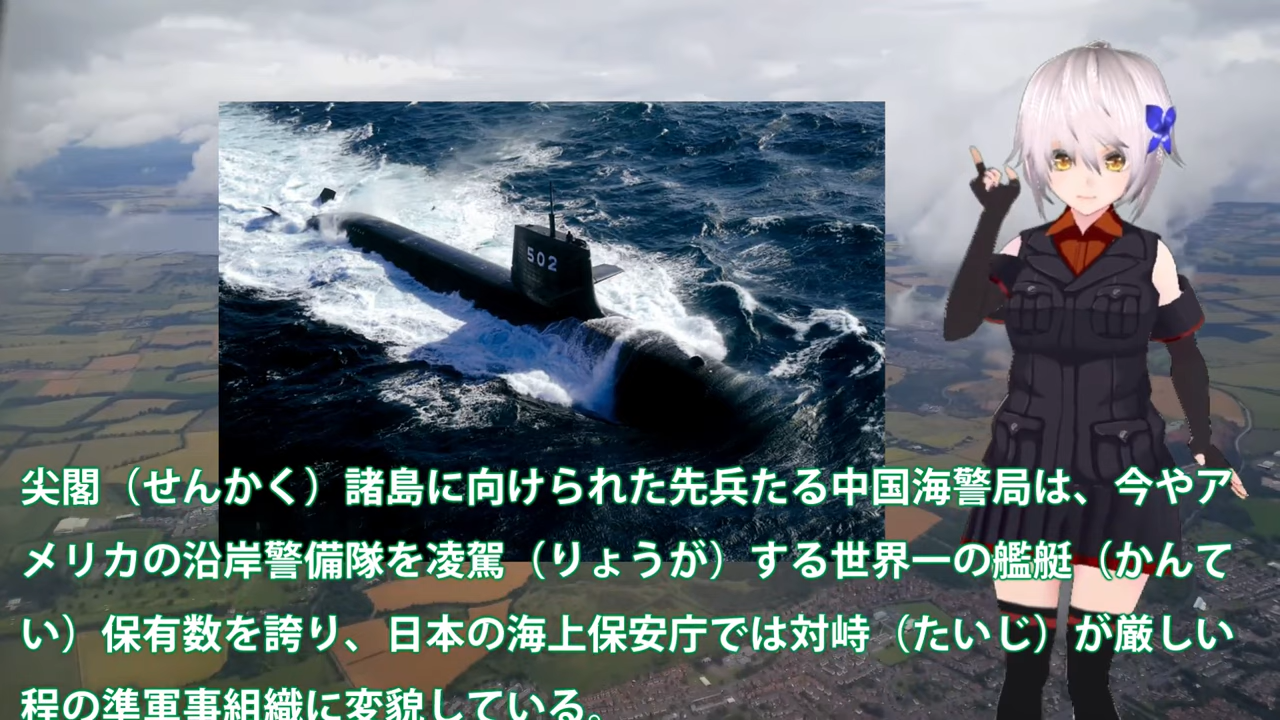 502
尖閣（せんかく）諸島に向けられた先兵たる中国海警局は、今やア
メリカの沿岸警備隊を凌駕（りょうが）する世界一の艦艇（かんて
い）保有数を誇り、日本の海上保安庁では対峙（たいじ）が厳しい
程の準軍事組織に変貌している。